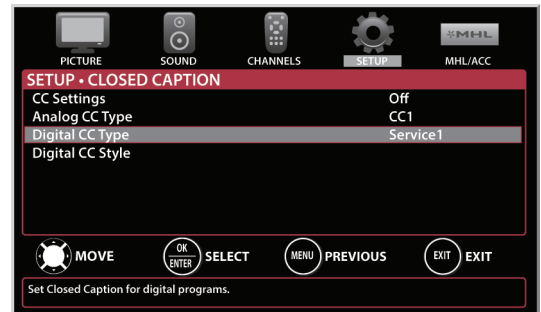 MHL
PICTURE SOUND CHANNELS SETUP MHL/ACC
SETUP • CLOSED CAPTION
CC Settings Off
Analog CC Type CC1
Digital CC Type Service1
Digital CC Style
MOVE OK ENTER SELECT MENU PREVIOUS EXIT EXIT
Set Closed Caption for digital programs.